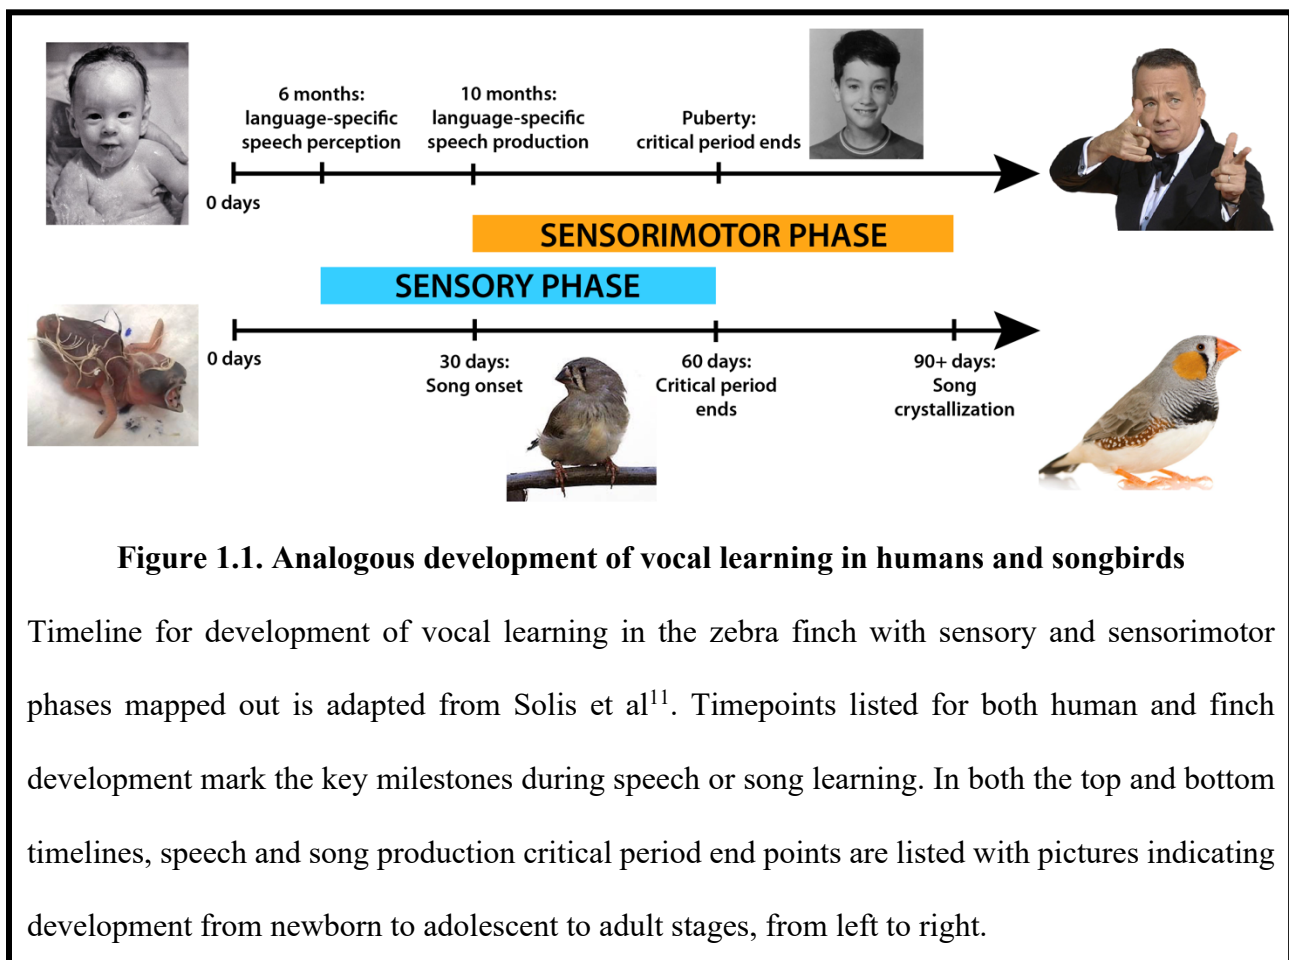 6 months:
language-specific
speech perception
10 months:
language-specific
speech production
Puberty:
critical period ends
0 days
SENSORIMOTOR PHASE
SENSORY PHASE
0 days
30 days:
Song onset
60 days:
Critical period
ends
90+ days:
Song
crystallization
Figure 1.1. Analogous development of vocal learning in humans and songbirds
Timeline for development of vocal learning in the zebra finch with sensory and sensorimotor
phases mapped out is adapted from Solis et al¹¹. Timepoints listed for both human and finch
development mark the key milestones during speech or song learning. In both the top and bottom
timelines, speech and song production critical period end points are listed with pictures indicating
development from newborn to adolescent to adult stages, from left to right.